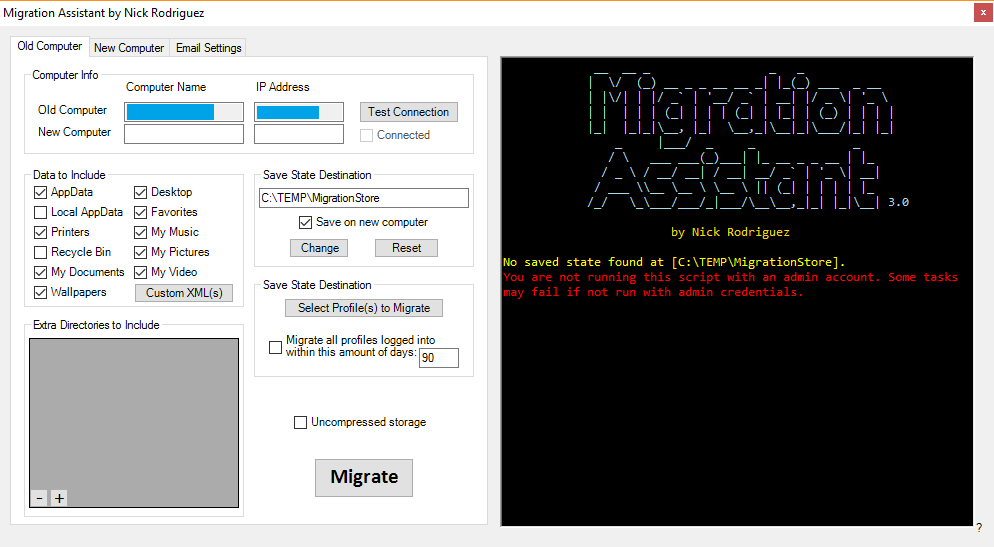 Migration Assistant by Nick Rodriguez
x
Old Computer
New Computer
Email Settings
Computer Info
Computer Name
IP Address
Old Computer
Test Connection
New Computer
Connected
Data to Include
AppData
Desktop
Local AppData
Favorites
Printers
My Music
Recycle Bin
My Pictures
My Documents
My Video
Wallpapers
Custom XML(s)
Extra Directories to Include
-
+
Save State Destination
C:\TEMP\MigrationStore
Save on new computer
Change
Reset
Save State Destination
Select Profile(s) to Migrate
Migrate all profiles logged into
within this amount of days:
90
Uncompressed storage
Migrate
Migration
Assistant
3.0
by Nick Rodriguez
No saved state found at [C:\TEMP\MigrationStore].
You are not running this script with an admin account. Some tasks
may fail if not run with admin credentials.
?